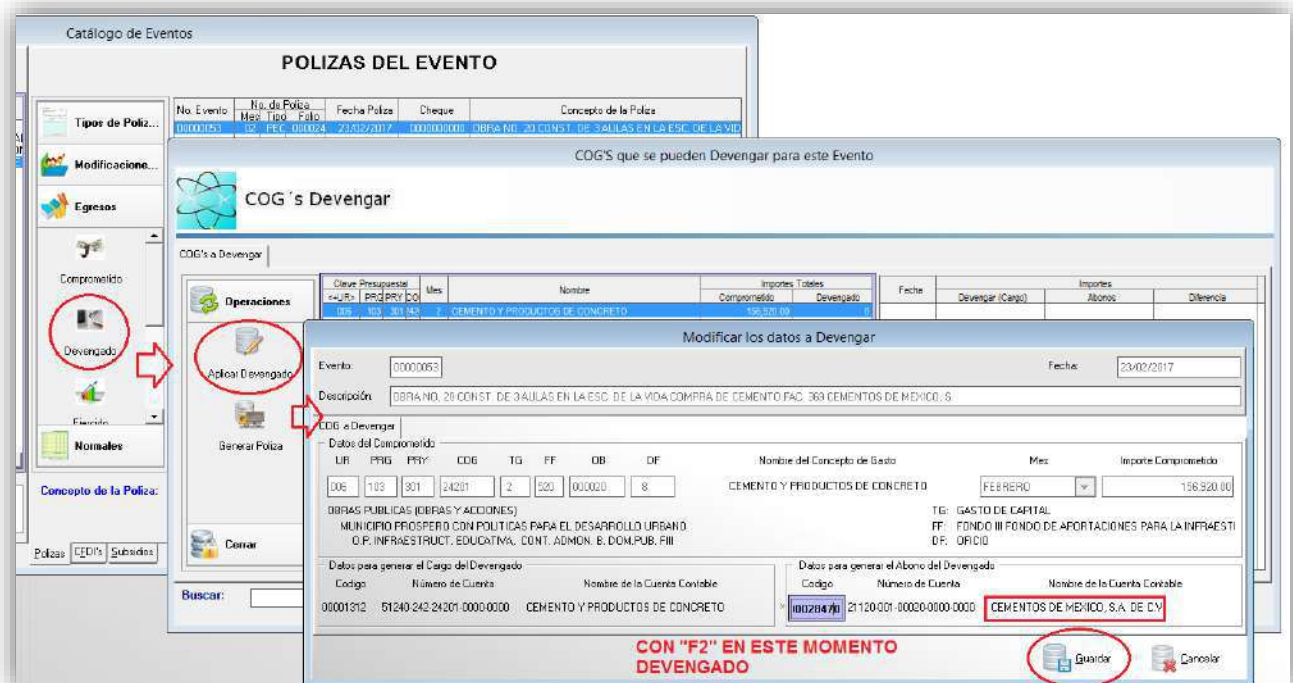 Catálogo de Eventos
POLIZAS DEL EVENTO
Tipos de Poliz...
Modificacione...
Egresos
Comprometido
Devengado
Normales
Concepto de la Poliza:
Polizas CFDI's Subsidios
No. Evento No. de Poliza Fecha Poliza Cheque Concepto de la Poliza
Mes Tipo Folio
00000053 02 PEC 000024 23/02/2017 0000000000 OBRA NO. 20 CONST. DE 3 AULAS EN LA ESC. DE LA VID
COG'S que se pueden Devengar para este Evento
COG´s Devengar
COG's a Devengar
Operaciones
Aplicar Devengado
Generar Poliza
Cerrar
Buscar:
Clave Presupuestal Mes Nombre Importes Totales Fecha Importes
<+UR> PRG PRY CO Comprometido Devengado Devengar (Cargo) Abonos Diferencia
006 103 301 242 2 CEMENTO Y PRODUCTOS DE CONCRETO 156,920.00 0
Modificar los datos a Devengar
Evento: 00000053 Fecha: 23/02/2017
Descripción: OBRA NO. 20 CONST. DE 3 AULAS EN LA ESC. DE LA VIDA COMPRA DE CEMENTO FAC. 369 CEMENTOS DE MEXICO, S.
COG a Devengar
Datos del Comprometido
UR PRG PRY COG TG FF OB DF Nombre del Concepto de Gasto Mes Importe Comprometido
006 103 301 24201 2 520 000020 8 CEMENTO Y PRODUCTOS DE CONCRETO FEBRERO 156,920.00
OBRAS PUBLICAS (OBRAS Y ACCIONES) TG: GASTO DE CAPITAL
MUNICIPIO PROSPERO CON POLITICAS PARA EL DESARROLLO URBANO FF: FONDO III FONDO DE APORTACIONES PARA LA INFRAESTI
O.P. INFRAESTRUCT. EDUCATIVA, CONT. ADMON. B. DOM.PUB. FIII DF: OFICIO
Datos para generar el Cargo del Devengado Datos para generar el Abono del Devengado
Codigo Número de Cuenta Nombre de la Cuenta Contable Codigo Número de Cuenta Nombre de la Cuenta Contable
00001312 51240-242-24201-0000-0000 CEMENTO Y PRODUCTOS DE CONCRETO 21120-001-00020-0000-0000 CEMENTOS DE MEXICO, S.A. DE C.V
CON "F2" EN ESTE MOMENTO
DEVENGADO
Guardar Cancelar